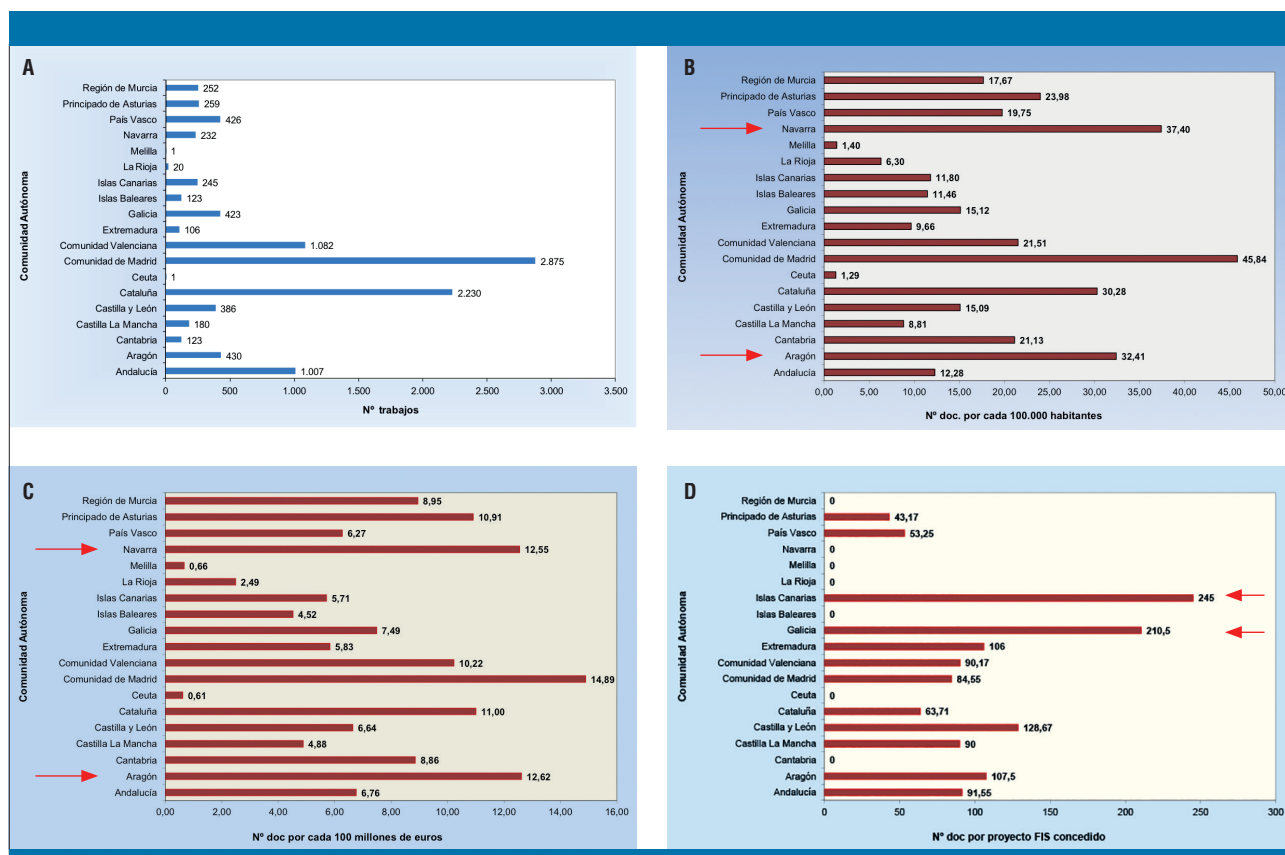 A
Comunidad Autónoma
Región de Murcia 252
Principado de Asturias 259
País Vasco 426
Navarra 232
Melilla 1
La Rioja 20
Islas Canarias 245
Islas Baleares 123
Galicia 423
Extremadura 106
Comunidad Valenciana 1.082
Comunidad de Madrid 2.875
Ceuta 1
Cataluña 2.230
Castilla y León 386
Castilla La Mancha 180
Cantabria 123
Aragón 430
Andalucía 1.007
0 500 1.000 1.500 2.000 2.500 3.000 3.500
Nº trabajos
B
Comunidad Autónoma
Región de Murcia 17,67
Principado de Asturias 23,98
País Vasco 19,75
Navarra 37,40
Melilla 1,40
La Rioja 6,30
Islas Canarias 11,80
Islas Baleares 11,46
Galicia 15,12
Extremadura 9,66
Comunidad Valenciana 21,51
Comunidad de Madrid 45,84
Ceuta 1,29
Cataluña 30,28
Castilla y León 15,09
Castilla La Mancha 8,81
Cantabria 21,13
Aragón 32,41
Andalucía 12,28
0,00 5,00 10,00 15,00 20,00 25,00 30,00 35,00 40,00 45,00 50,00
Nº doc. por cada 100.000 habitantes
C
Comunidad Autónoma
Región de Murcia 8,95
Principado de Asturias 10,91
País Vasco 6,27
Navarra 12,55
Melilla 0,66
La Rioja 2,49
Islas Canarias 5,71
Islas Baleares 4,52
Galicia 7,49
Extremadura 5,83
Comunidad Valenciana 10,22
Comunidad de Madrid 14,89
Ceuta 0,61
Cataluña 11,00
Castilla y León 6,64
Castilla La Mancha 4,88
Cantabria 8,86
Aragón 12,62
Andalucía 6,76
0,00 2,00 4,00 6,00 8,00 10,00 12,00 14,00 16,00
Nº doc por cada 100 millones de euros
D
Comunidad Autónoma
Región de Murcia 0
Principado de Asturias 43,17
País Vasco 53,25
Navarra 0
Melilla 0
La Rioja 0
Islas Canarias 245
Islas Baleares 0
Galicia 210,5
Extremadura 106
Comunidad Valenciana 90,17
Comunidad de Madrid 84,55
Ceuta 0
Cataluña 63,71
Castilla y León 128,67
Castilla La Mancha 90
Cantabria 0
Aragón 107,5
Andalucía 91,55
0 50 100 150 200 250 300
Nº doc por proyecto FIS concedido